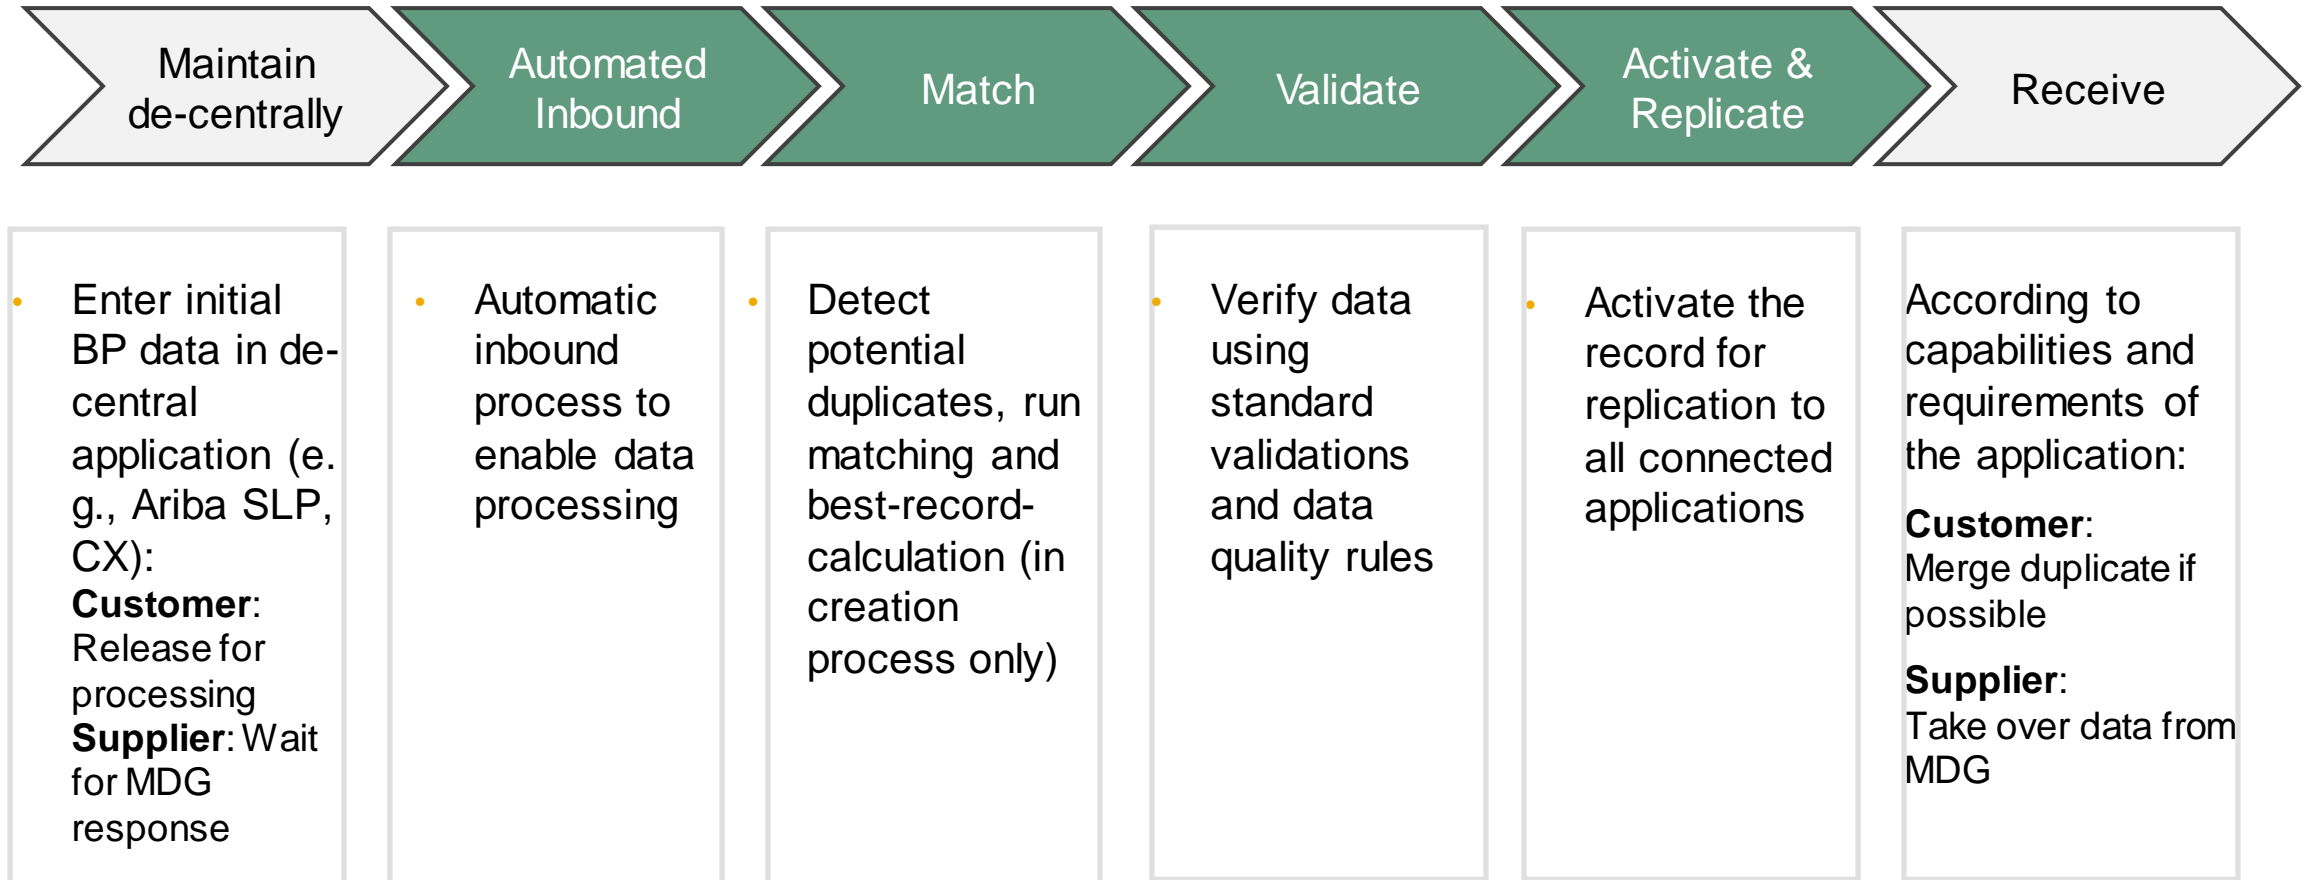 Maintain
de-centrally
Automated
Inbound
Match
Validate
Activate &
Replicate
Receive
• Enter initial
BP data in de-
central
application (e.
g., Ariba SLP,
CX):
Customer:
Release for
processing
Supplier: Wait
for MDG
response
• Automatic
inbound
process to
enable data
processing
• Detect
potential
duplicates, run
matching and
best-record-
calculation (in
creation
process only)
• Verify data
using
standard
validations
and data
quality rules
• Activate the
record for
replication to
all connected
applications
According to
capabilities and
requirements of
the application:
Customer:
Merge duplicate if
possible
Supplier:
Take over data from
MDG